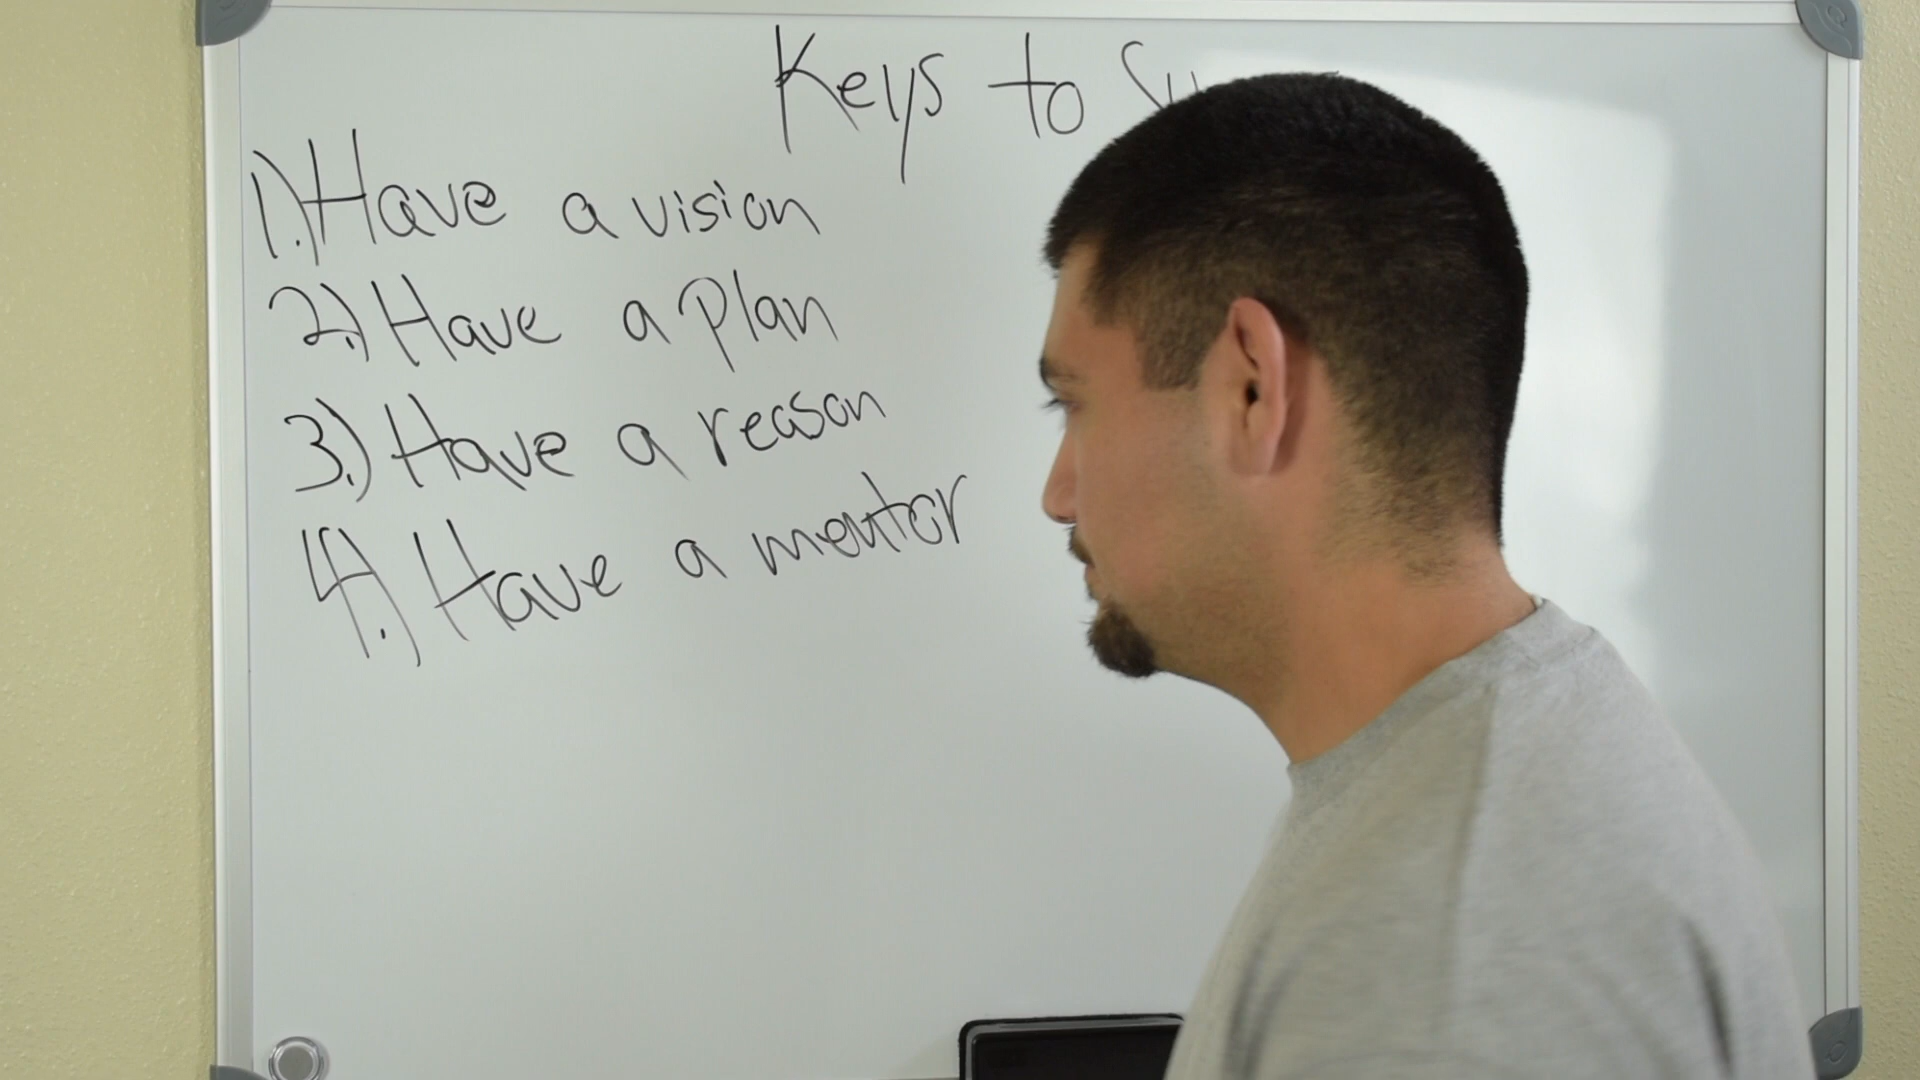 Keys to Su
1.) Have a vision
2.) Have a plan
3.) Have a reason
4.) Have a mentor